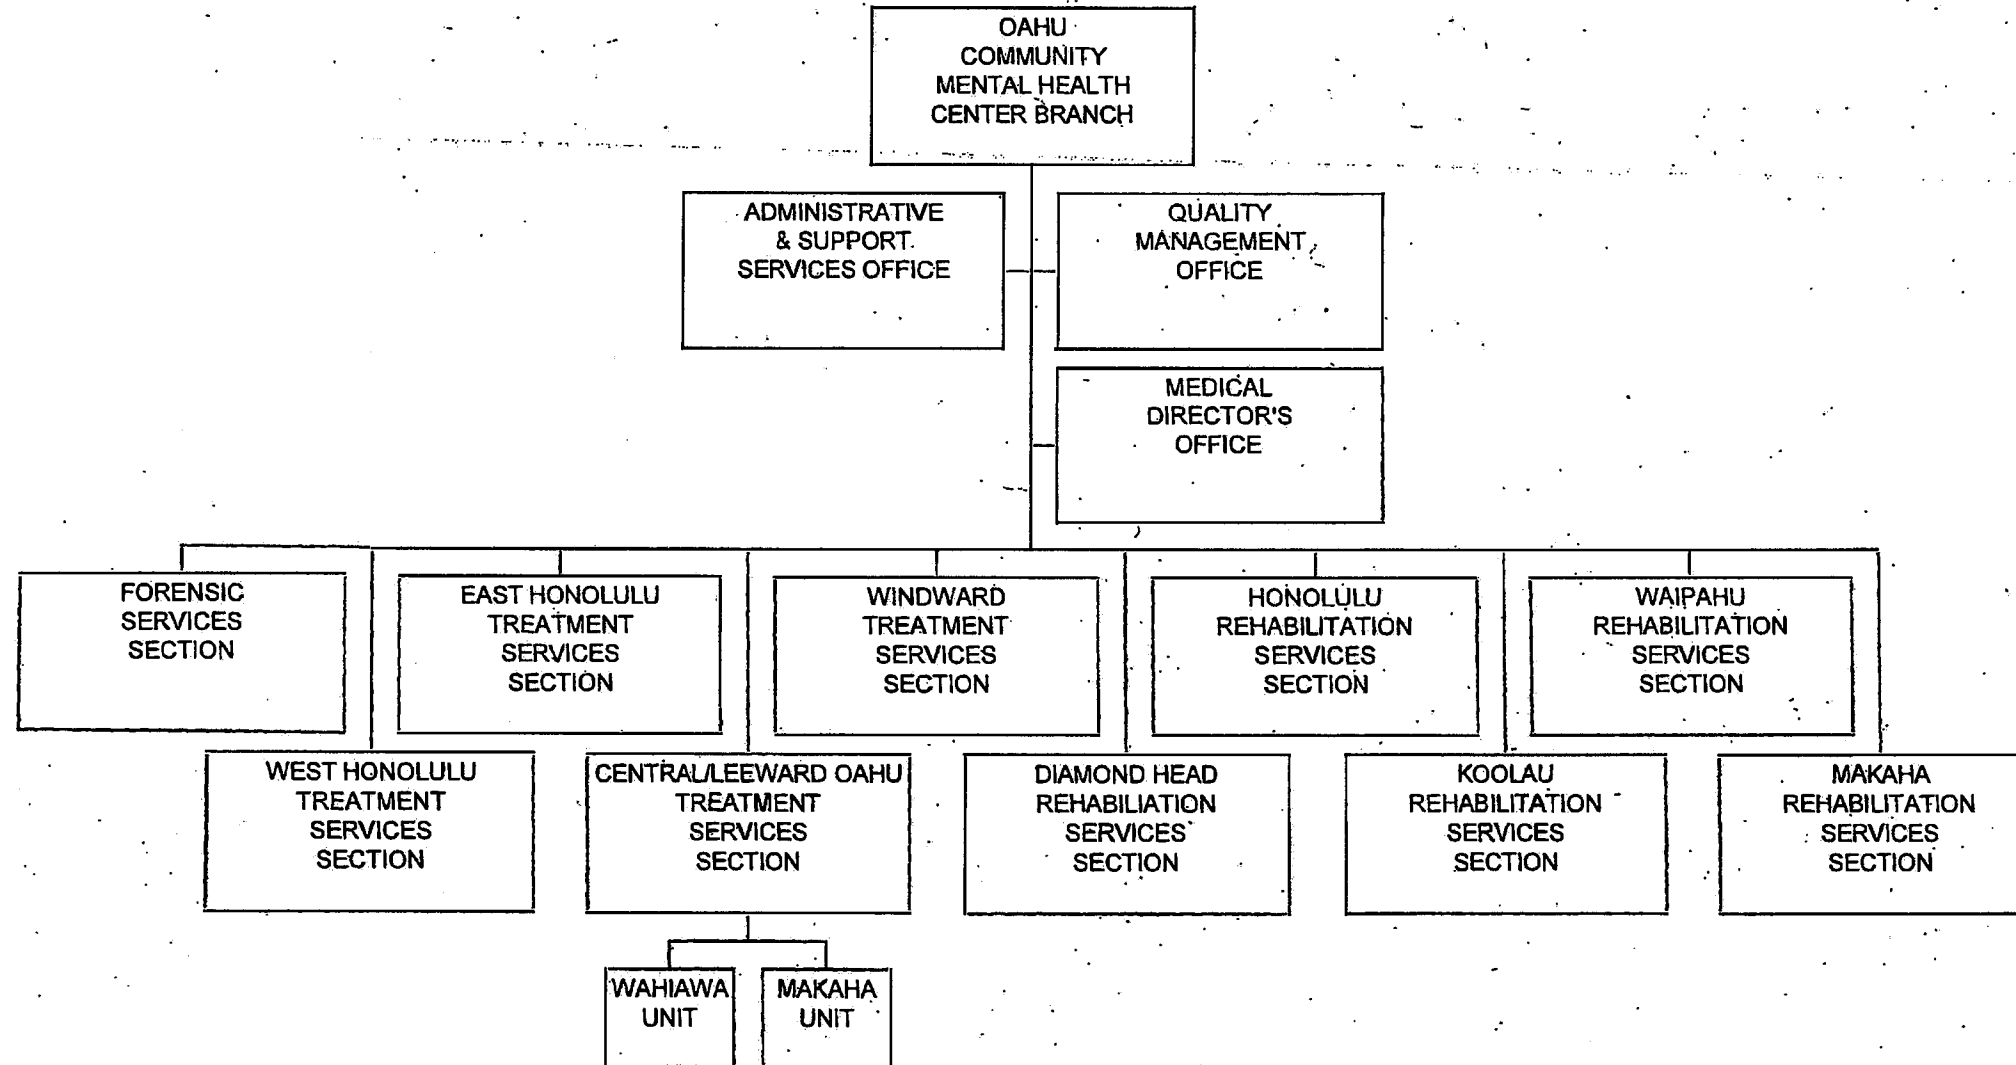 OAHU
COMMUNITY
MENTAL HEALTH
CENTER BRANCH
ADMINISTRATIVE
& SUPPORT
SERVICES OFFICE
QUALITY
MANAGEMENT
OFFICE
MEDICAL
DIRECTOR'S
OFFICE
FORENSIC
SERVICES
SECTION
EAST HONOLULU
TREATMENT
SERVICES
SECTION
WINDWARD
TREATMENT
SERVICES
SECTION
HONOLULU
REHABILITATION
SERVICES
SECTION
WAIPAHU
REHABILITATION
SERVICES
SECTION
WEST HONOLULU
TREATMENT
SERVICES
SECTION
CENTRAL/LEEWARD OAHU
TREATMENT
SERVICES
SECTION
DIAMOND HEAD
REHABILIATION
SERVICES
SECTION
KOOLAU
REHABILITATION
SERVICES
SECTION
MAKAHA
REHABILITATION
SERVICES
SECTION
WAHIAWA
UNIT
MAKAHA
UNIT